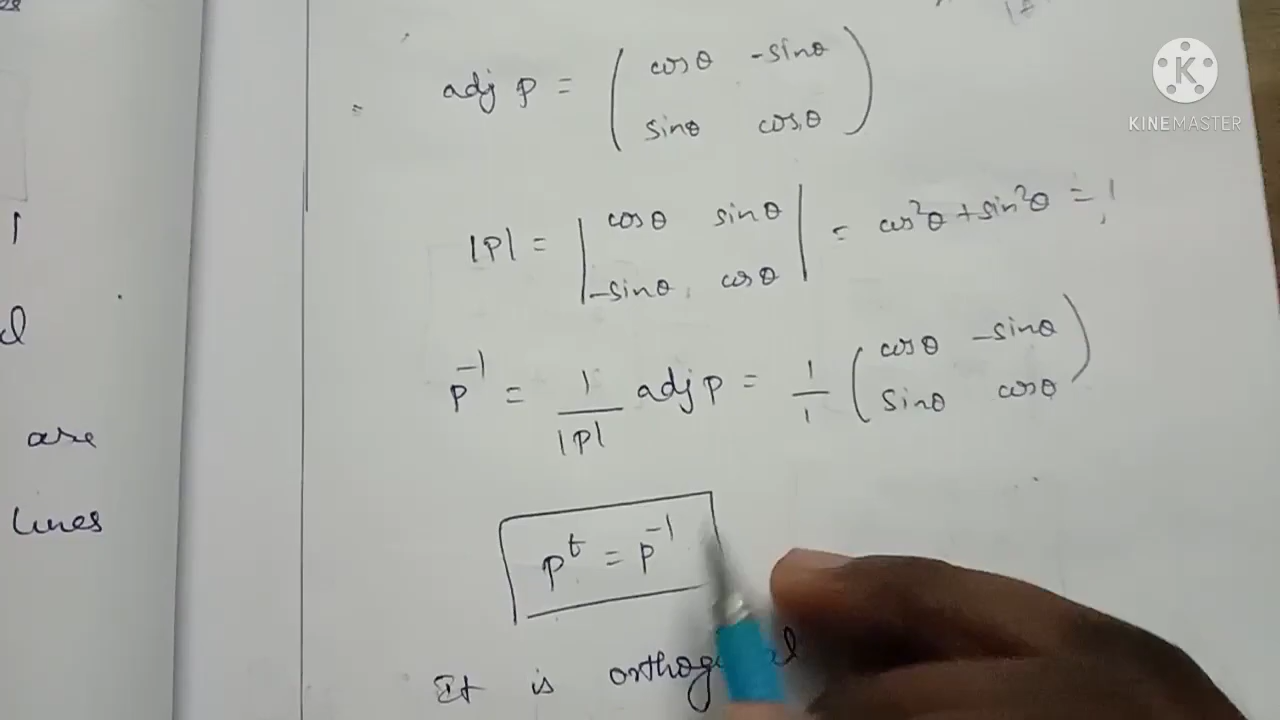 adj P = ( cosθ -sinθ
sinθ cosθ )
|P| = | cosθ sinθ
-sinθ cosθ | = cos²θ + sin²θ = 1
P⁻¹ = 1/|P| adj P = 1/1 ( cosθ -sinθ
sinθ cosθ )
Pᵗ = P⁻¹
It is
1
are
lines
K
KINEMASTER